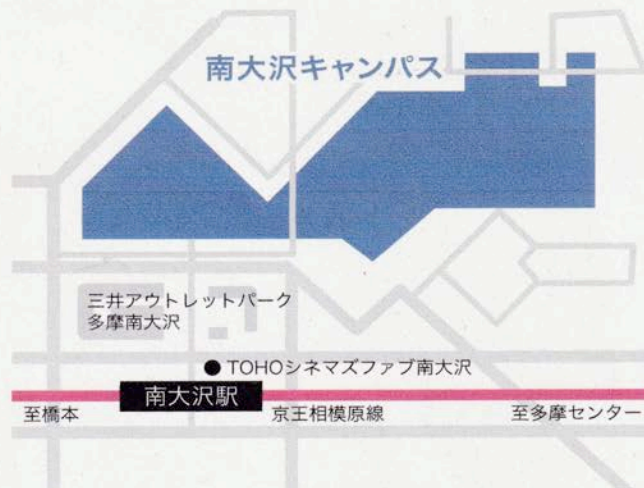 南大沢キャンパス
三井アウトレットパーク
多摩南大沢
● TOHOシネマズファブ南大沢
南大沢駅
至橋本
京王相模原線
至多摩センター